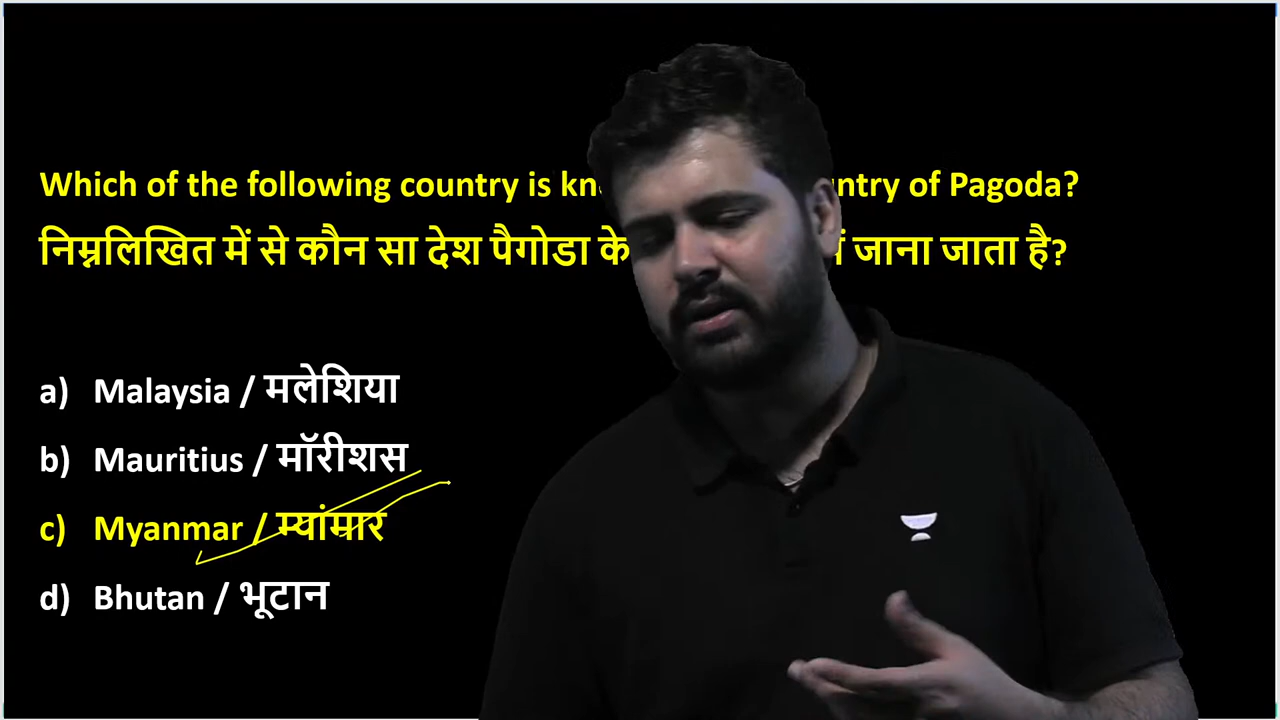 Which of the following country is kn ntry of Pagoda?
निम्नलिखित में से कौन सा देश पैगोडा के जाना जाता है?
a) Malaysia / मलेशिया
b) Mauritius / मॉरीशस
c) Myanmar / म्यांमार
d) Bhutan / भूटान